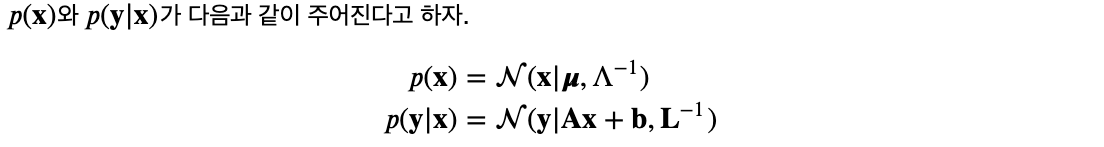 p(x)와 p(y|x)가 다음과 같이 주어진다고 하자.
p(x) = 𝒩(x|μ, Λ⁻¹)
p(y|x) = 𝒩(y|Ax + b, L⁻¹)